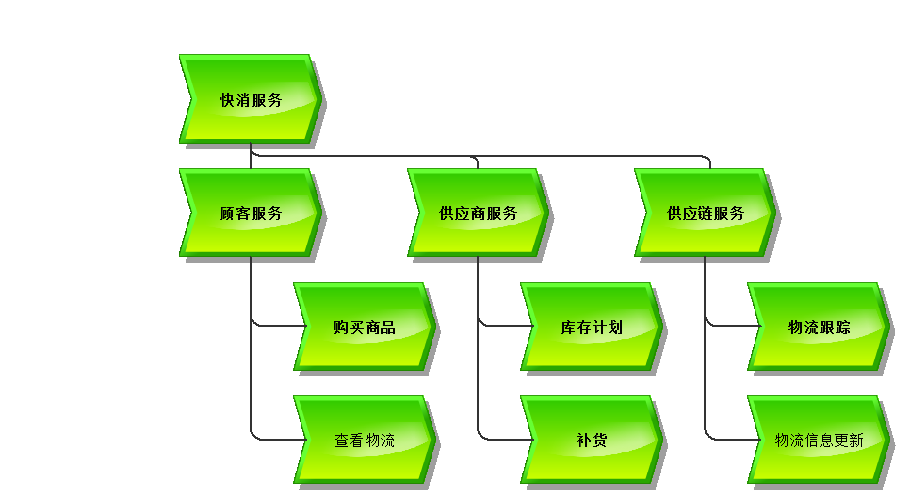 快消服务
顾客服务
供应商服务
供应链服务
购买商品
库存计划
物流跟踪
查看物流
补货
物流信息更新